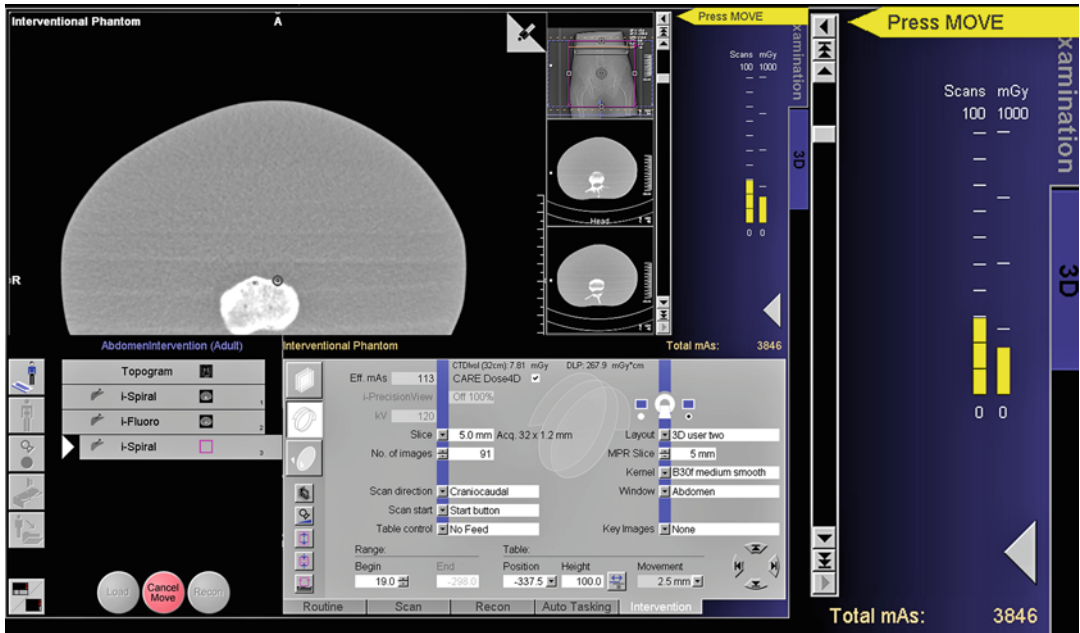 Interventional Phantom
A
R
Head
Press MOVE
Scans mGy
100 1000
0 0
xamination
3D
Press MOVE
Scans mGy
100 1000
0 0
xamination
3D
AbdomenIntervention (Adult)
Topogram
i-Spiral 1
i-Fluoro 2
i-Spiral 3
Load
Cancel
Move
Recon
Interventional Phantom
Total mAs: 3846
CTDIvol (32cm): 7.81 mGy DLP: 267.9 mGy*cm
Eff. mAs 113 CARE Dose4D
i-PrecisionView Off 100%
kV 120
Slice 5.0 mm Acq. 32 x 1.2 mm
No. of images 91
Scan direction Craniocaudal
Scan start Start button
Table control No Feed
Layout 3D user two
MPR Slice 5 mm
Kernel B30f medium smooth
Window Abdomen
Key Images None
Range: Table:
Begin End Position Height Movement
19.0 -298.0 -337.5 100.0 2.5 mm
Routine Scan Recon Auto Tasking Intervention
Total mAs: 3846